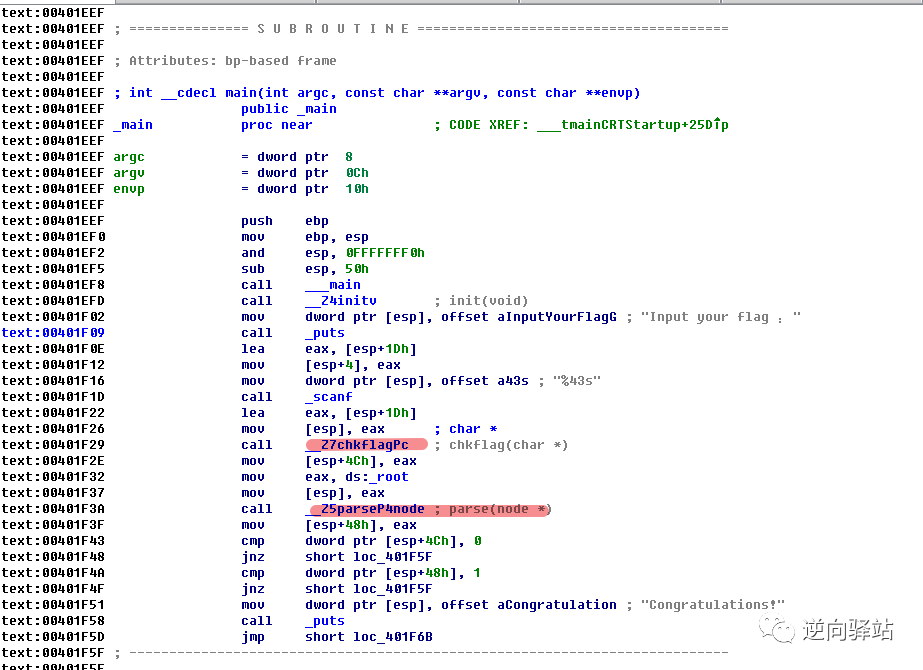 text:00401EEF
text:00401EEF ; =============== S U B R O U T I N E =======================================
text:00401EEF
text:00401EEF ; Attributes: bp-based frame
text:00401EEF
text:00401EEF ; int __cdecl main(int argc, const char **argv, const char **envp)
text:00401EEF public _main
text:00401EEF _main proc near ; CODE XREF: ___tmainCRTStartup+25D↑p
text:00401EEF
text:00401EEF argc = dword ptr 8
text:00401EEF argv = dword ptr 0Ch
text:00401EEF envp = dword ptr 10h
text:00401EEF
text:00401EEF push ebp
text:00401EF0 mov ebp, esp
text:00401EF2 and esp, 0FFFFFFF0h
text:00401EF5 sub esp, 50h
text:00401EF8 call ___main
text:00401EFD call __Z4initv ; init(void)
text:00401F02 mov dword ptr [esp], offset aInputYourFlagG ; "Input your flag : "
text:00401F09 call _puts
text:00401F0E lea eax, [esp+1Dh]
text:00401F12 mov [esp+4], eax
text:00401F16 mov dword ptr [esp], offset a43s ; "%43s"
text:00401F1D call _scanf
text:00401F22 lea eax, [esp+1Dh]
text:00401F26 mov [esp], eax ; char *
text:00401F29 call __Z7chkflagPc ; chkflag(char *)
text:00401F2E mov [esp+4Ch], eax
text:00401F32 mov eax, ds:_root
text:00401F37 mov [esp], eax
text:00401F3A call __Z5parseP4node ; parse(node *)
text:00401F3F mov [esp+48h], eax
text:00401F43 cmp dword ptr [esp+4Ch], 0
text:00401F48 jnz short loc_401F5F
text:00401F4A cmp dword ptr [esp+48h], 1
text:00401F4F jnz short loc_401F5F
text:00401F51 mov dword ptr [esp], offset aCongratulation ; "Congratulations!"
text:00401F58 call _puts
text:00401F5D jmp short loc_401F6B
text:00401F5F ; ---------------------------------------------------------------------------
text:00401F5F
逆向驿站